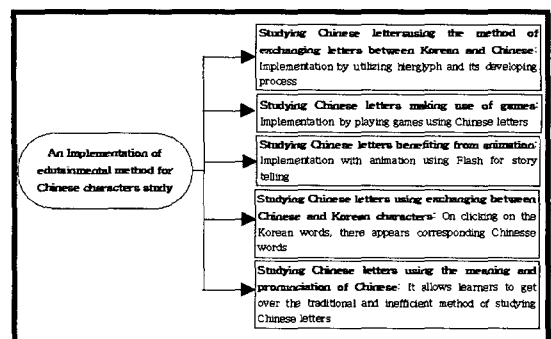 An Implementation of
edutainmental method for
Chinese characters study
Studying Chinese lettersusing the method of
exchanging letters between Korean and Chinese:
Implementation by utilizing hierglyph and its developing
process
Studying Chinese letters making use of games:
Implementation by playing games using Chinese letters
Studying Chinese letters benefiting from animation:
Implementation with animation using Flash for story
telling
Studying Chinese letters using exchanging between
Chinese and Korean characters: On clicking on the
Korean words, there appears corresponding Chinesse
words
Studying Chinese letters using the meaning and
pronunciation of Chinese: It allows learners to get
over the traditional and inefficient method of studying
Chinese letters